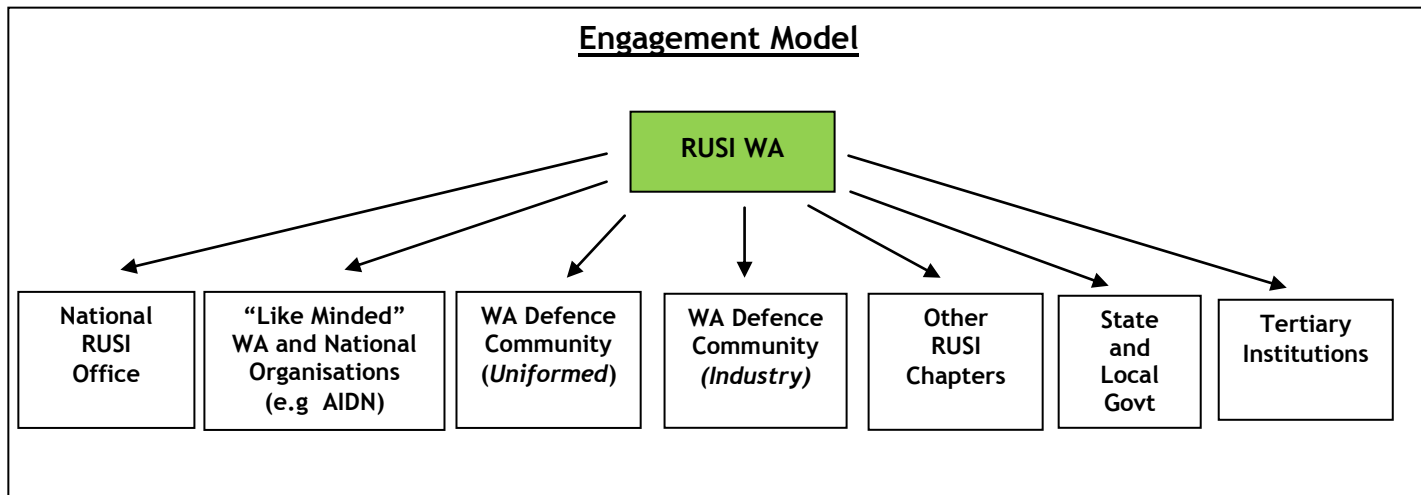 Engagement Model
RUSI WA
National
RUSI
Office
“Like Minded”
WA and National
Organisations
(e.g  AIDN)
WA Defence
Community
(Uniformed)
WA Defence
Community
(Industry)
Other
RUSI
Chapters
State
and
Local
Govt
Tertiary
Institutions